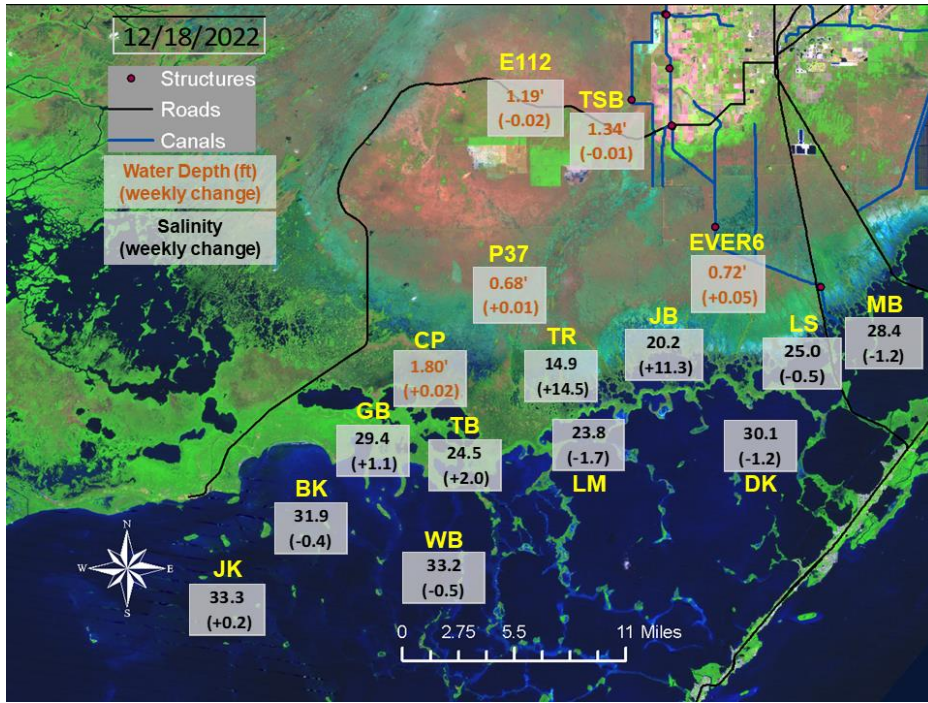 12/18/2022
Structures
Roads
Canals
Water Depth (ft)
(weekly change)
Salinity
(weekly change)
E112
1.19'
(-0.02)
TSB
1.34'
(-0.01)
P37
0.68'
(+0.01)
EVER6
0.72'
(+0.05)
MB
28.4
(-1.2)
LS
25.0
(-0.5)
JB
20.2
(+11.3)
TR
14.9
(+14.5)
CP
1.80'
(+0.02)
GB
29.4
(+1.1)
TB
24.5
(+2.0)
23.8
(-1.7)
LM
30.1
(-1.2)
DK
BK
31.9
(-0.4)
WB
33.2
(-0.5)
JK
33.3
(+0.2)
N
W
E
S
0 2.75 5.5 11 Miles